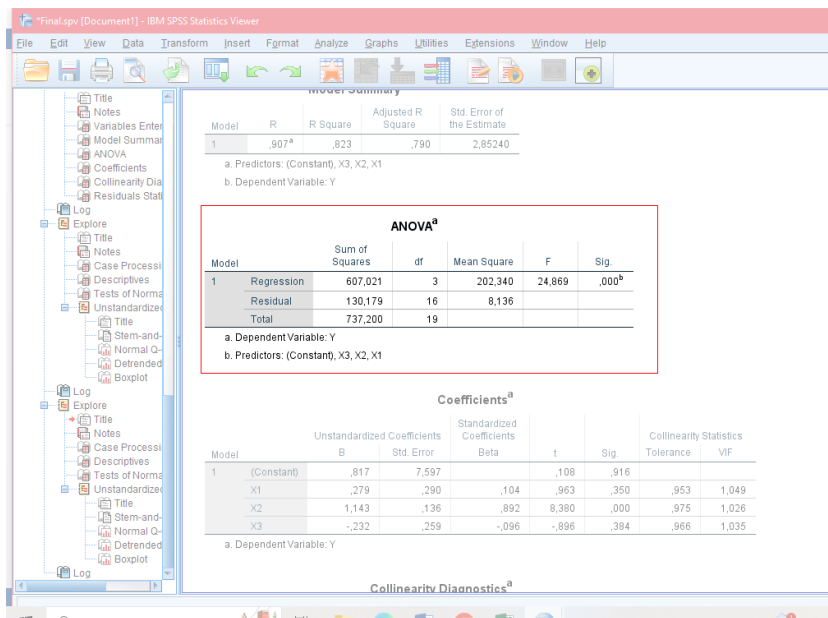 *Final.spv [Document1] - IBM SPSS Statistics Viewer
File Edit View Data Transform Insert Format Analyze Graphs Utilities Extensions Window Help
Title
Notes
Variables Enter
Model Summar
ANOVA
Coefficients
Collinearity Dia
Residuals Stati
Log
Explore
Title
Notes
Case Processi
Descriptives
Tests of Norma
Unstandardized
Title
Stem-and-
Normal Q-
Detrended
Boxplot
Log
Explore
Title
Notes
Case Processi
Descriptives
Tests of Norma
Unstandardized
Title
Stem-and-
Normal Q-
Detrended
Boxplot
Log
Model Summary
Model R R Square Adjusted R Square Std. Error of the Estimate
1 ,907a ,823 ,790 2,85240
a. Predictors: (Constant), X3, X2, X1
b. Dependent Variable: Y
ANOVAa
Model Sum of Squares df Mean Square F Sig.
1 Regression 607,021 3 202,340 24,869 ,000b
Residual 130,179 16 8,136
Total 737,200 19
a. Dependent Variable: Y
b. Predictors: (Constant), X3, X2, X1
Coefficientsa
Unstandardized Coefficients Standardized Coefficients Collinearity Statistics
Model B Std. Error Beta t Sig. Tolerance VIF
1 (Constant) ,817 7,597 ,108 ,916
X1 ,279 ,290 ,104 ,963 ,350 ,953 1,049
X2 1,143 ,136 ,892 8,380 ,000 ,975 1,026
X3 -,232 ,259 -,096 -,896 ,384 ,966 1,035
a. Dependent Variable: Y
Collinearity Diagnosticsa